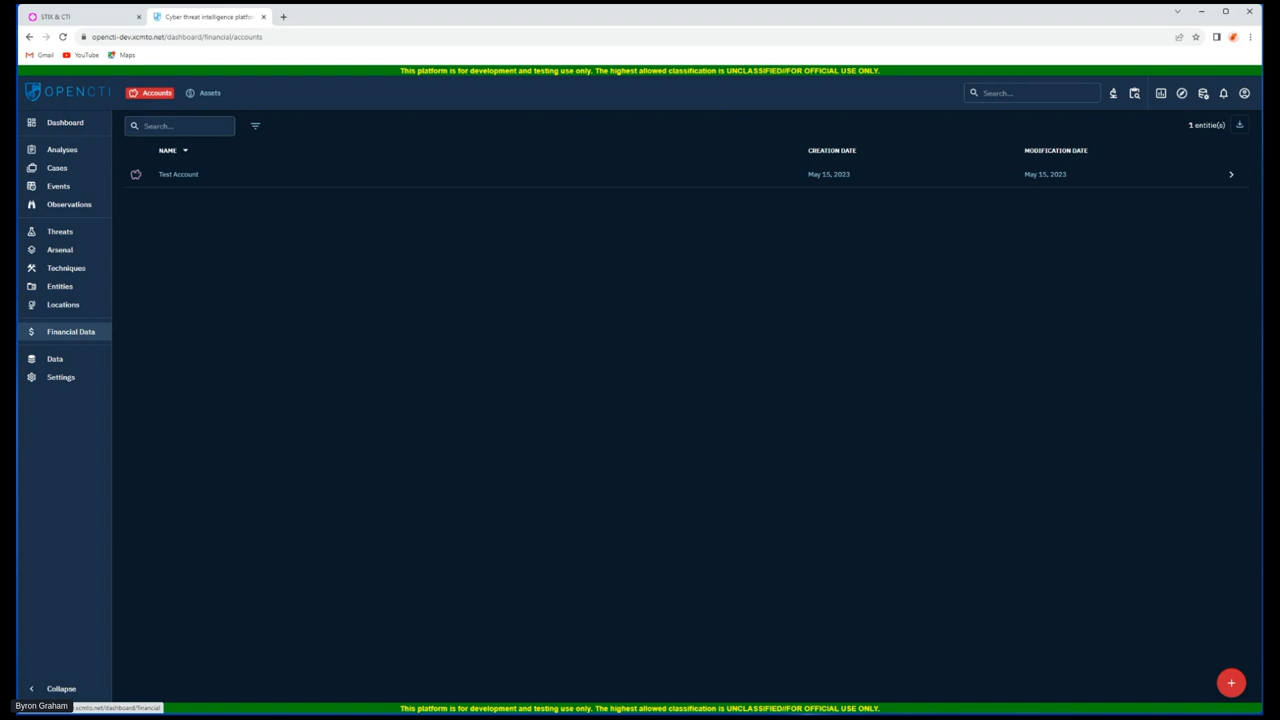 STIX & CTI
Cyber threat intelligence platfo
opencti-dev.xcmto.net/dashboard/financial/accounts
Gmail YouTube Maps
This platform is for development and testing use only. The highest allowed classification is UNCLASSIFIED//FOR OFFICIAL USE ONLY.
OPENCTI Accounts Assets Search...
Dashboard
Search... 1 entitie(s)
Analyses
NAME CREATION DATE MODIFICATION DATE
Cases
Test Account May 15, 2023 May 15, 2023
Events
Observations
Threats
Arsenal
Techniques
Entities
Locations
$ Financial Data
Data
Settings
Collapse
Byron Graham
xcmto.net/dashboard/financial
This platform is for development and testing use only. The highest allowed classification is UNCLASSIFIED//FOR OFFICIAL USE ONLY.